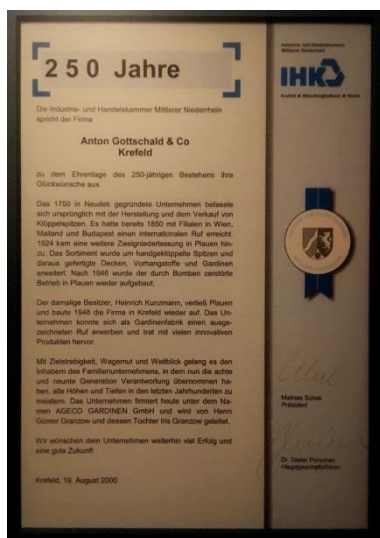 250 Jahre
Die Industrie- und Handelskammer Mittlerer Niederrhein
spricht der Firma
Anton Gottschald & Co
Krefeld
zu dem Ehrentage des 250-jährigen Bestehens ihre
Glückwünsche aus.
Das 1750 in Neudek gegründete Unternehmen befasste
sich ursprünglich mit der Herstellung und dem Verkauf von
Klöppelspitzen. Es hatte bereits 1850 mit Filialen in Wien,
Mailand und Budapest einen internationalen Ruf erreicht.
1924 kam eine weitere Zweigniederlassung in Plauen hin-
zu. Das Sortiment wurde um handgeklöppelte Spitzen und
daraus gefertigte Decken, Vorhangstoffe und Gardinen
erweitert. Nach 1946 wurde der durch Bomben zerstörte
Betrieb in Plauen wieder aufgebaut.
Der damalige Besitzer, Heinrich Kunzmann, verließ Plauen
und baute 1948 die Firma in Krefeld wieder auf. Das Un-
ternehmen konnte sich als Gardinenfabrik einen ausge-
zeichneten Ruf erwerben und trat mit vielen innovativen
Produkten hervor.
Mit Zielstrebigkeit, Wagemut und Weitblick gelang es den
Inhabern des Familienunternehmens, in dem nun die achte
und neunte Generation Verantwortung übernommen ha-
ben, alle Höhen und Tiefen in den letzten Jahrhunderten zu
meistern. Das Unternehmen firmiert heute unter dem Na-
men AGECO GARDINEN GmbH und wird von Herrn
Günter Granzow und dessen Tochter Iris Granzow geleitet.
Wir wünschen dem Unternehmen weiterhin viel Erfolg und
eine gute Zukunft.
Krefeld, 19. August 2000
Industrie- und Handelskammer
Mittlerer Niederrhein
IHK
Krefeld Mönchengladbach Neuss
Präsident
Dr. Dieter Porschen
Hauptgeschäftsführer